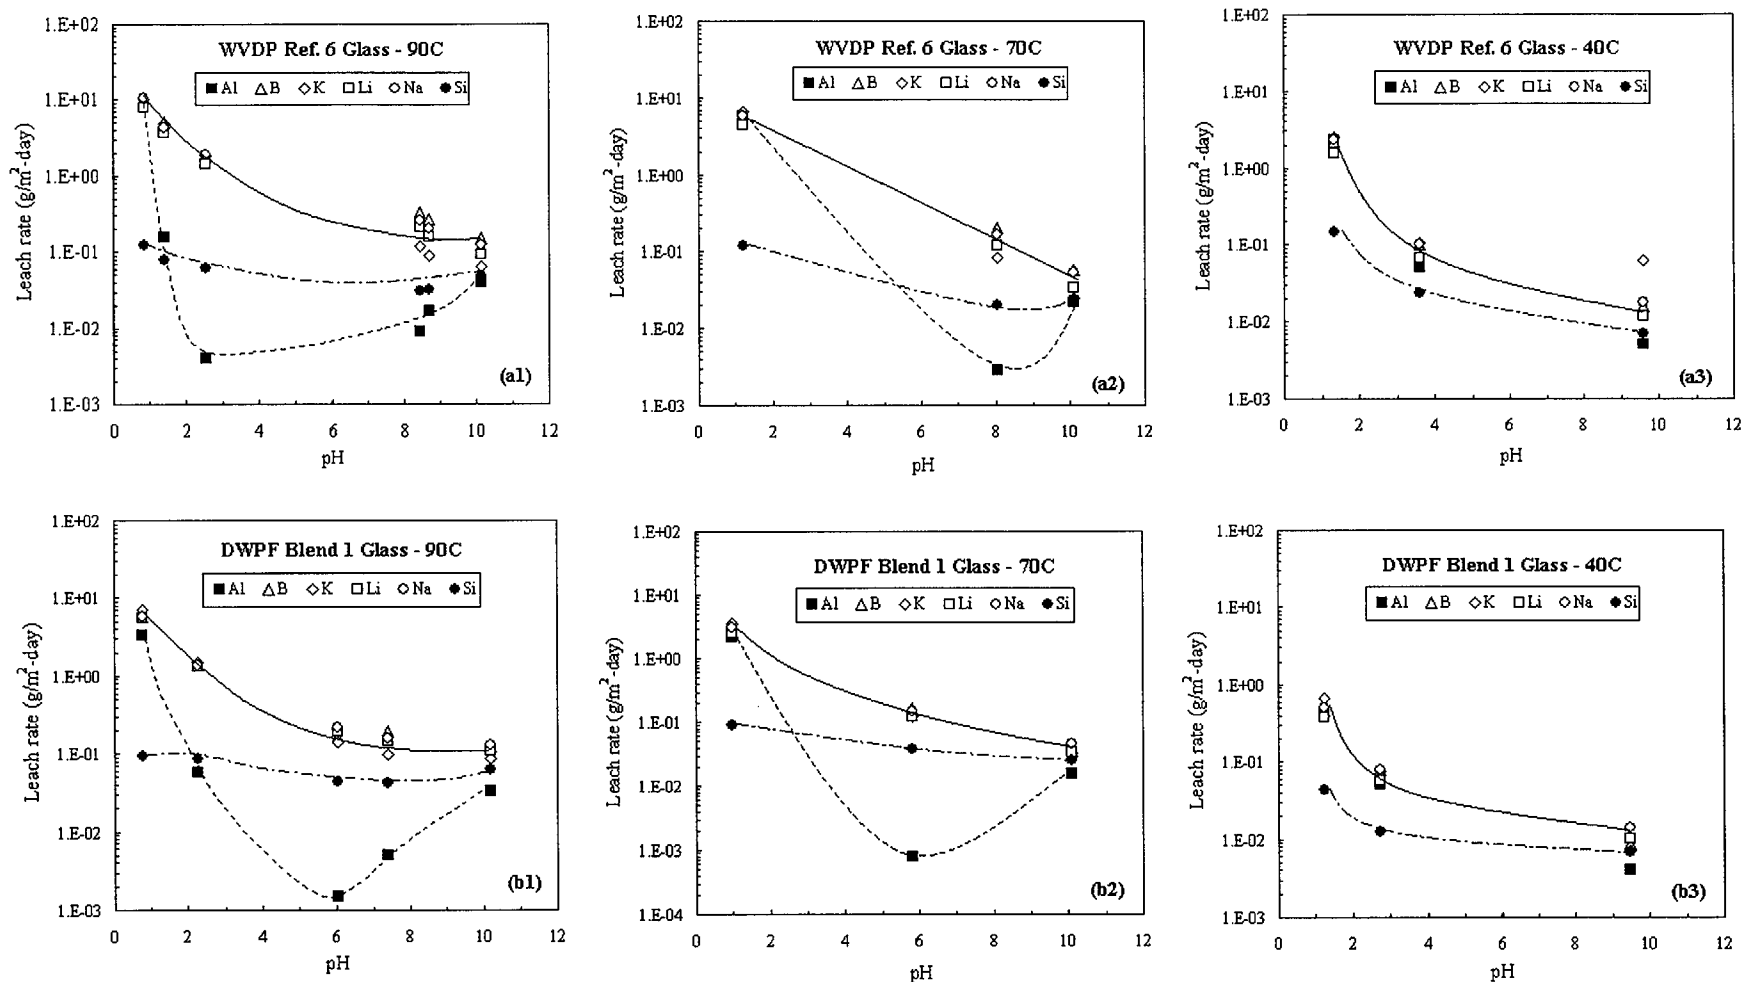 WVDP Ref. 6 Glass - 90C
Al B K Li Na Si
Leach rate (g/m²-day)
1.E+02
1.E+01
1.E+00
1.E-01
1.E-02
1.E-03
0 2 4 6 8 10 12
pH
(a1)
WVDP Ref. 6 Glass - 70C
Al B K Li Na Si
Leach rate (g/m²-day)
1.E+02
1.E+01
1.E+00
1.E-01
1.E-02
1.E-03
0 2 4 6 8 10 12
pH
(a2)
WVDP Ref. 6 Glass - 40C
Al B K Li Na Si
Leach rate (g/m²-day)
1.E+02
1.E+01
1.E+00
1.E-01
1.E-02
1.E-03
0 2 4 6 8 10 12
pH
(a3)
DWPF Blend 1 Glass - 90C
Al B K Li Na Si
Leach rate (g/m²-day)
1.E+02
1.E+01
1.E+00
1.E-01
1.E-02
1.E-03
0 2 4 6 8 10 12
pH
(b1)
DWPF Blend 1 Glass - 70C
Al B K Li Na Si
Leach rate (g/m²-day)
1.E+02
1.E+01
1.E+00
1.E-01
1.E-02
1.E-03
1.E-04
0 2 4 6 8 10 12
pH
(b2)
DWPF Blend 1 Glass - 40C
Al B K Li Na Si
Leach rate (g/m²-day)
1.E+02
1.E+01
1.E+00
1.E-01
1.E-02
1.E-03
0 2 4 6 8 10 12
pH
(b3)